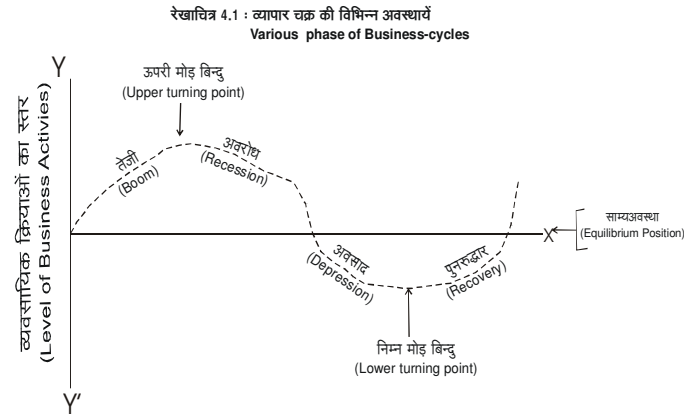 रेखाचित्र 4.1 : व्यापार चक्र की विभिन्न अवस्थायें
Various phase of Business-cycles
Y
ऊपरी मोड़ बिन्दु
(Upper turning point)
तेजी
(Boom)
अवरोध
(Recession)
व्यवसायिक क्रियाओं का स्तर
(Level of Business Activies)
साम्यअवस्था
X
(Equilibrium Position)
अवसाद
(Depression)
पुनरुद्धार
(Recovery)
निम्न मोड़ बिन्दु
(Lower turning point)
Y'